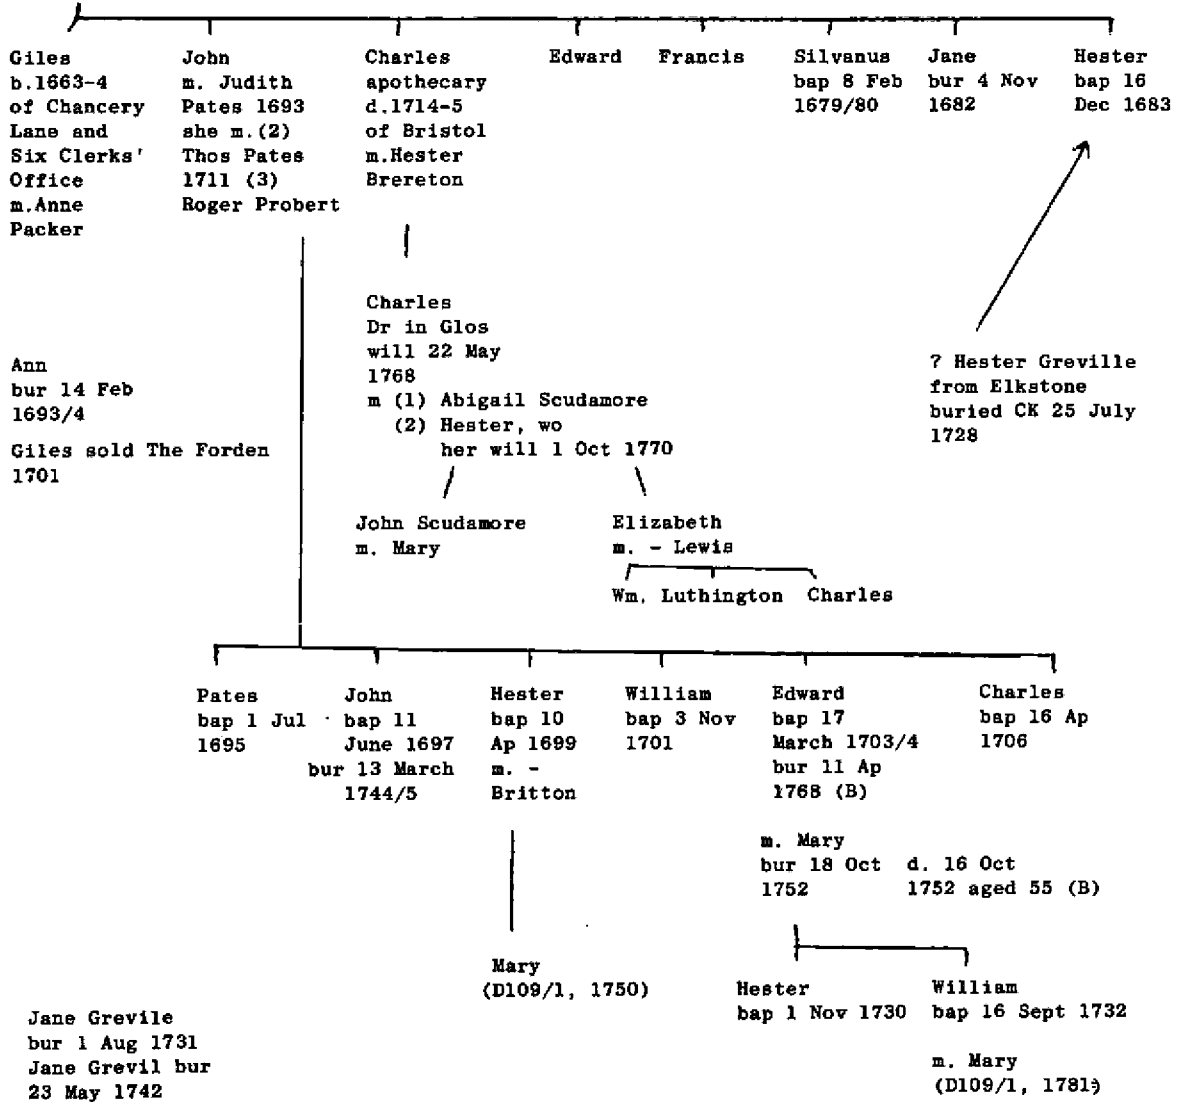 Giles
b.1663-4
of Chancery
Lane and
Six Clerks'
Office
m.Anne
Packer
John
m. Judith
Pates 1693
she m.(2)
Thos Pates
1711 (3)
Roger Probert
Charles
apothecary
d.1714-5
of Bristol
m.Hester
Brereton
Edward
Francis
Silvanus
bap 8 Feb
1679/80
Jane
bur 4 Nov
1682
Hester
bap 16
Dec 1683
Charles
Dr in Glos
will 22 May
1768
m (1) Abigail Scudamore
(2) Hester, wo
her will 1 Oct 1770
? Hester Greville
from Elkstone
buried CK 25 July
1728
Ann
bur 14 Feb
1693/4
Giles sold The Forden
1701
John Scudamore
m. Mary
Elizabeth
m. - Lewis
Wm. Luthington Charles
Pates
bap 1 Jul
1695
John
bap 11
June 1697
bur 13 March
1744/5
Hester
bap 10
Ap 1699
m. -
Britton
William
bap 3 Nov
1701
Edward
bap 17
March 1703/4
bur 11 Ap
1768 (B)
Charles
bap 16 Ap
1706
m. Mary
bur 18 Oct
1752
d. 16 Oct
1752 aged 55 (B)
Mary
(D109/1, 1750)
Hester
bap 1 Nov 1730
William
bap 16 Sept 1732
m. Mary
(D109/1, 1781)
Jane Grevile
bur 1 Aug 1731
Jane Grevil bur
23 May 1742